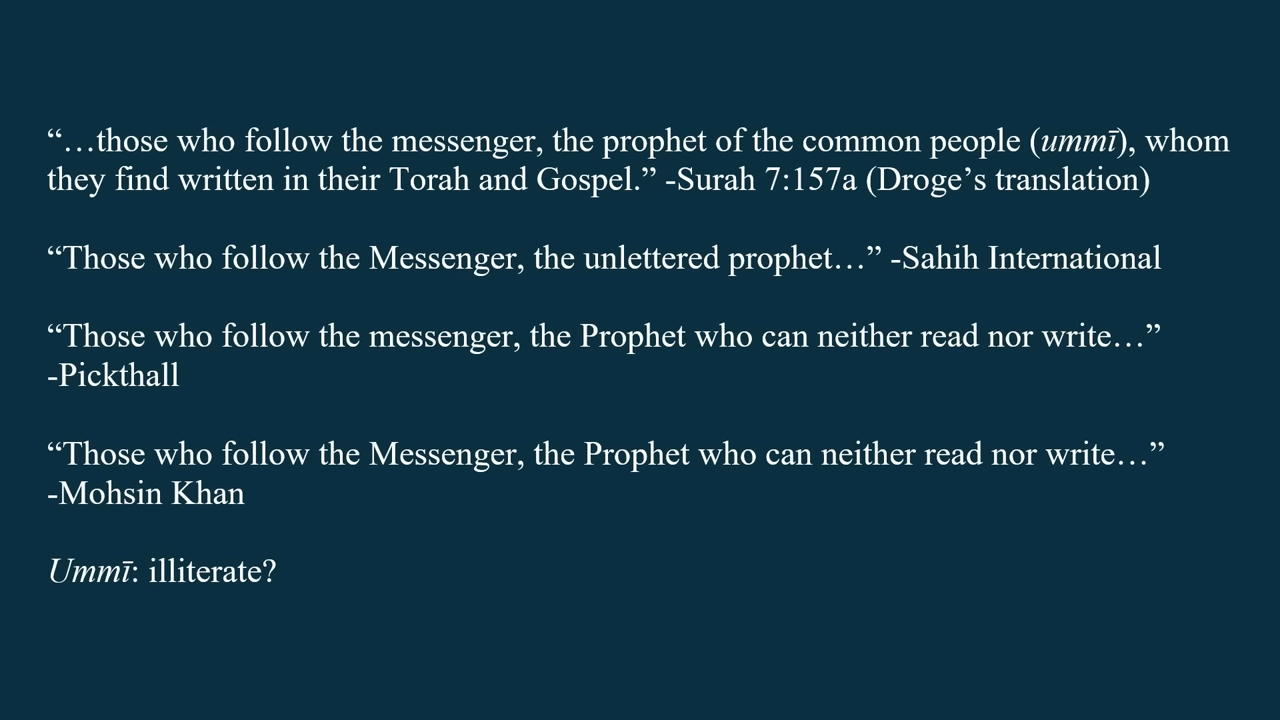 “…those who follow the messenger, the prophet of the common people (ummī), whom
they find written in their Torah and Gospel.” -Surah 7:157a (Droge’s translation)
“Those who follow the Messenger, the unlettered prophet…” -Sahih International
“Those who follow the messenger, the Prophet who can neither read nor write…”
-Pickthall
“Those who follow the Messenger, the Prophet who can neither read nor write…”
-Mohsin Khan
Ummī: illiterate?